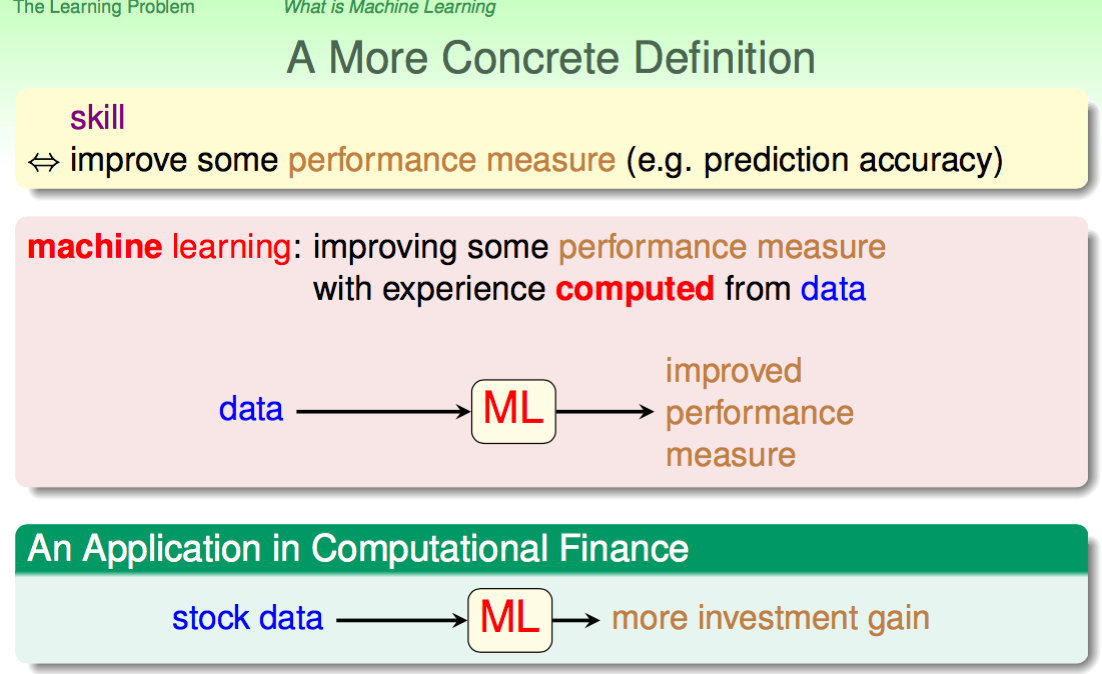 The Learning Problem What is Machine Learning
A More Concrete Definition
skill
⇔ improve some performance measure (e.g. prediction accuracy)
machine learning: improving some performance measure
with experience computed from data
data
ML
improved
performance
measure
An Application in Computational Finance
stock data ML more investment gain